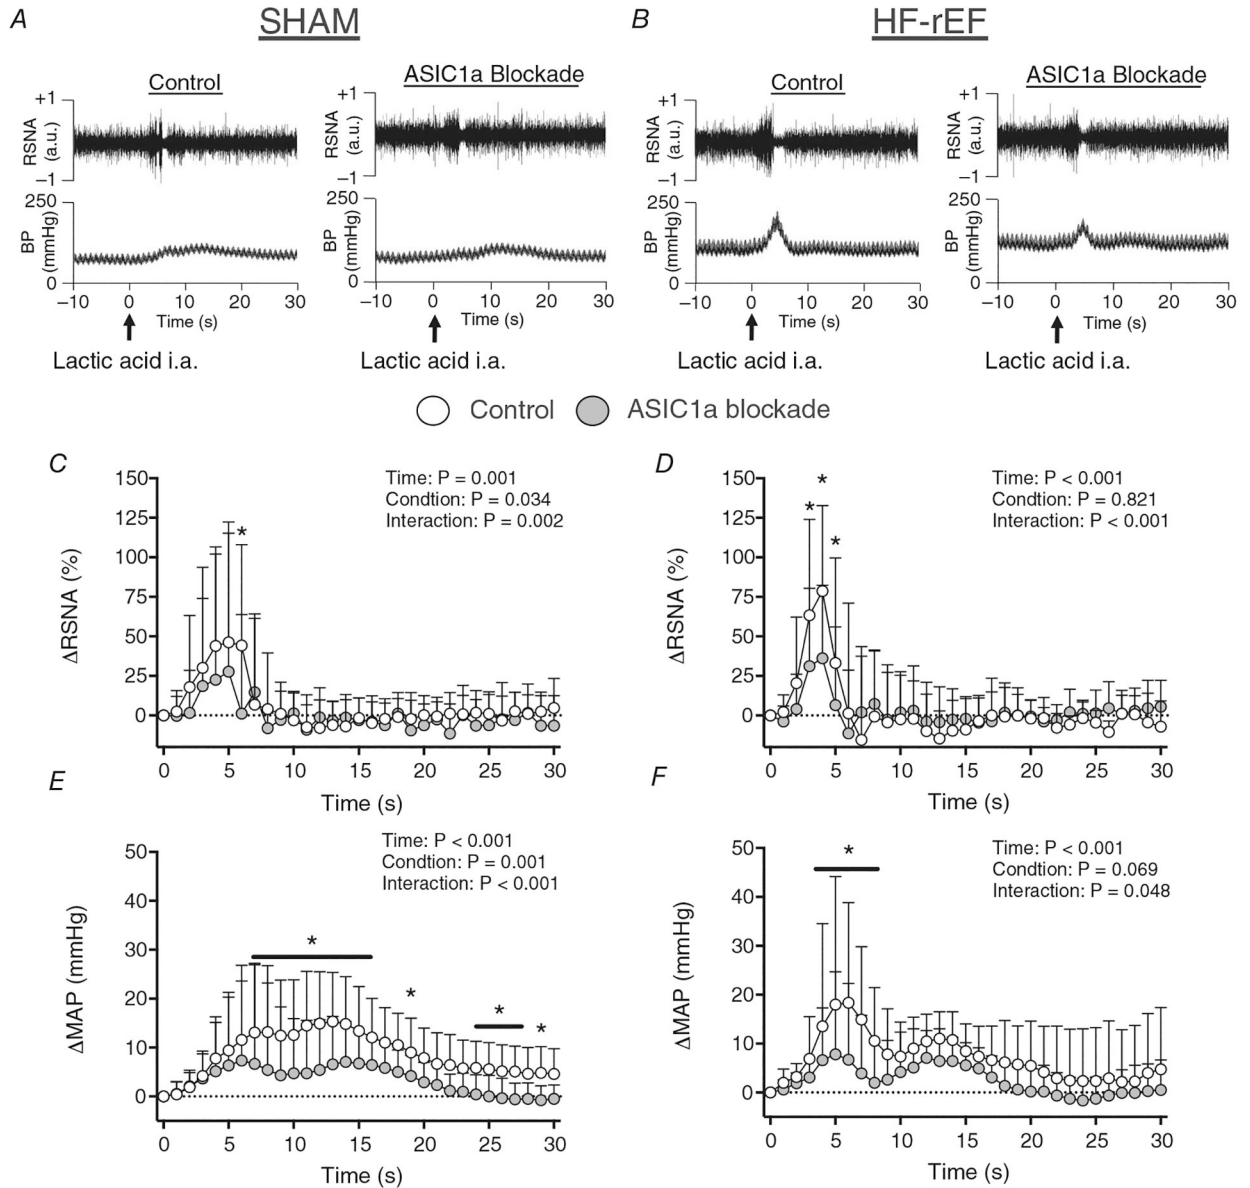 A SHAM B HF-rEF
Control ASIC1a Blockade Control ASIC1a Blockade
+1 +1 +1 +1
RSNA (a.u.) RSNA (a.u.) RSNA (a.u.) RSNA (a.u.)
–1 –1 –1 –1
250 250 250 250
BP (mmHg) BP (mmHg) BP (mmHg) BP (mmHg)
0 0 0 0
–10 0 10 20 30 –10 0 10 20 30 –10 0 10 20 30 –10 0 10 20 30
Time (s) Time (s) Time (s) Time (s)
Lactic acid i.a. Lactic acid i.a. Lactic acid i.a. Lactic acid i.a.
Control ASIC1a blockade
C
Time: P = 0.001
Condtion: P = 0.034
Interaction: P = 0.002
*
ΔRSNA (%)
150
125
100
75
50
25
0
0 5 10 15 20 25 30
Time (s)
D
Time: P < 0.001
Condtion: P = 0.821
Interaction: P < 0.001
* * *
ΔRSNA (%)
150
125
100
75
50
25
0
0 5 10 15 20 25 30
Time (s)
E
Time: P < 0.001
Condtion: P = 0.001
Interaction: P < 0.001
* * * *
ΔMAP (mmHg)
50
40
30
20
10
0
0 5 10 15 20 25 30
Time (s)
F
Time: P < 0.001
Condtion: P = 0.069
Interaction: P = 0.048
*
ΔMAP (mmHg)
50
40
30
20
10
0
0 5 10 15 20 25 30
Time (s)